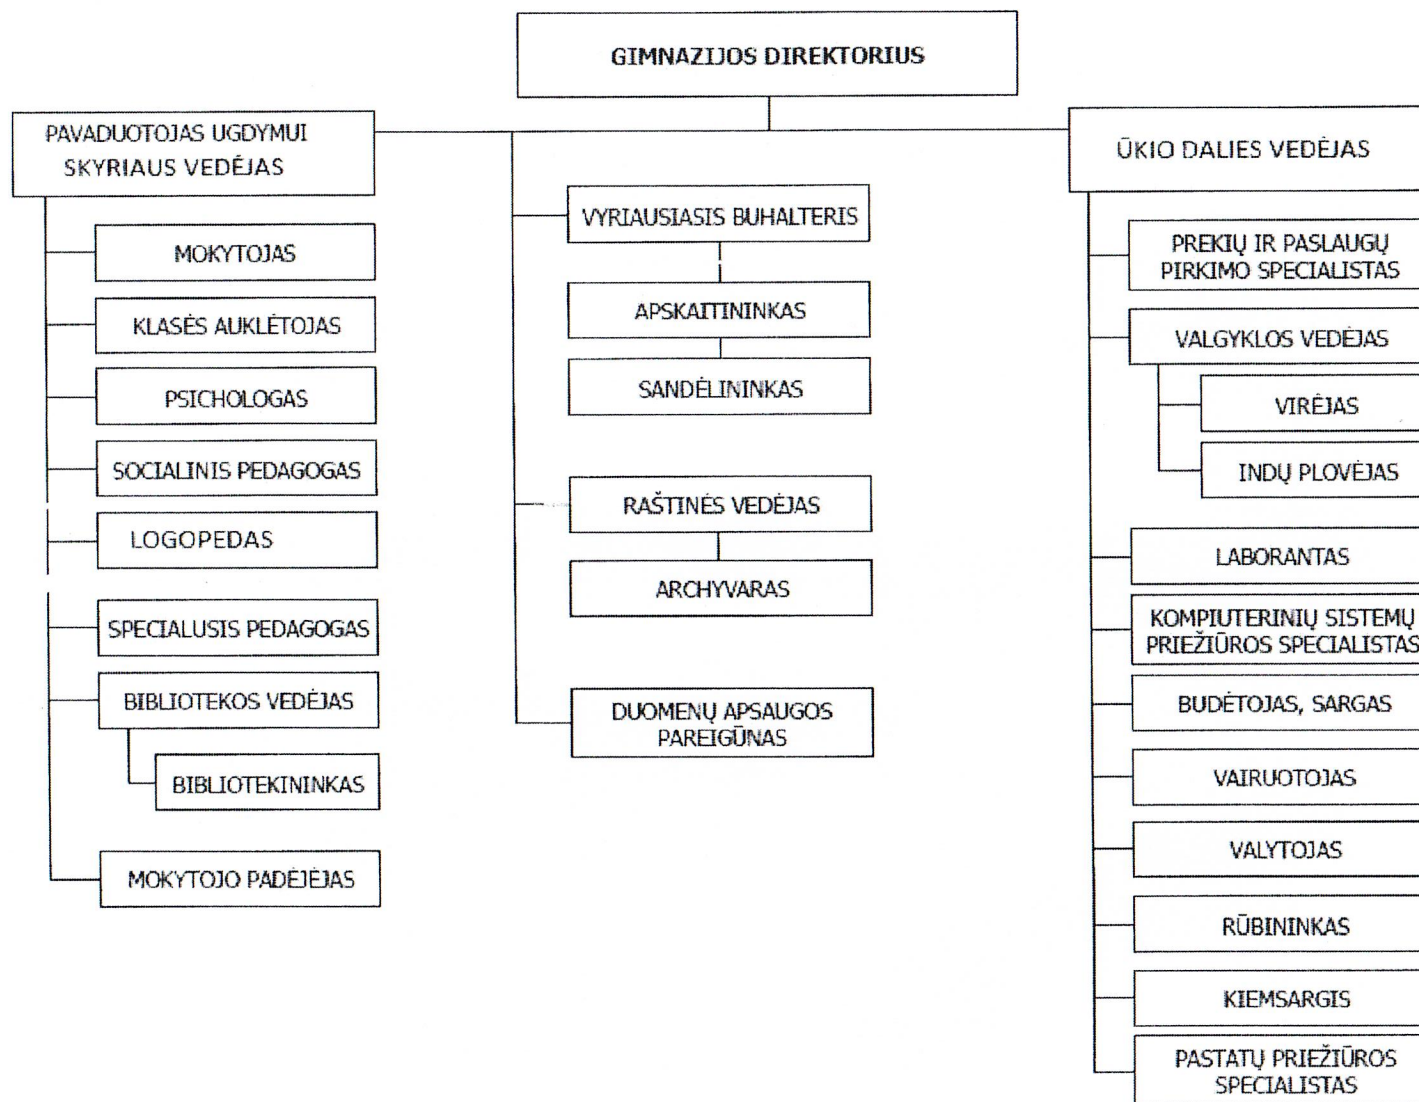 GIMNAZIJOS DIREKTORIUS
PAVADUOTOJAS UGDYMUI
SKYRIAUS VEDĖJAS
MOKYTOJAS
KLASĖS AUKLĖTOJAS
PSICHOLOGAS
SOCIALINIS PEDAGOGAS
LOGOPEDAS
SPECIALUSIS PEDAGOGAS
BIBLIOTEKOS VEDĖJAS
BIBLIOTEKININKAS
MOKYTOJO PADĖJĖJAS
VYRIAUSIASIS BUHALTERIS
APSKAITININKAS
SANDĖLININKAS
RAŠTINĖS VEDĖJAS
ARCHYVARAS
DUOMENŲ APSAUGOS
PAREIGŪNAS
ŪKIO DALIES VEDĖJAS
PREKIŲ IR PASLAUGŲ
PIRKIMO SPECIALISTAS
VALGYKLOS VEDĖJAS
VIRĖJAS
INDŲ PLOVĖJAS
LABORANTAS
KOMPIUTERINIŲ SISTEMŲ
PRIEŽIŪROS SPECIALISTAS
BUDĖTOJAS, SARGAS
VAIRUOTOJAS
VALYTOJAS
RŪBININKAS
KIEMSARGIS
PASTATŲ PRIEŽIŪROS
SPECIALISTAS